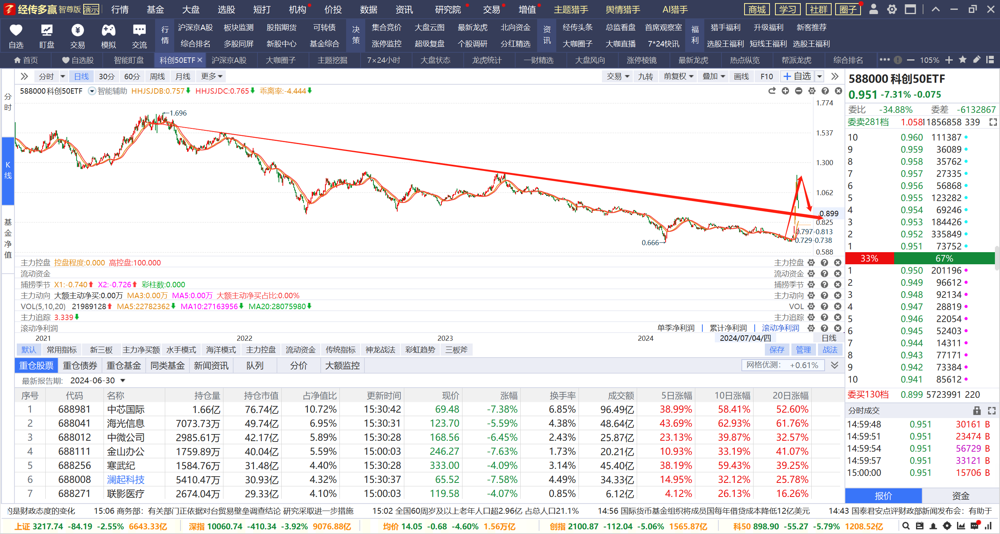 经传多赢 智尊版 演示 行情 基金 大盘 选股 短打 机构 价投 数据 资讯 研究院 交易 增值 主题猎手 舆情猎手 AI猎手 商城 学习 社群 圈子
行情 沪深京A股 板块监测 股指期货 可转债 决策 集合竞价 大盘云图 最新龙虎 北向资金 资讯 经传头条 总监看盘 首席观察室 福利 猎手福利 升级福利 新客推荐
自选 盯盘 交易 模拟 交流 综合排名 多股同屏 新股中心 基金综合 涨停监控 超级复盘 个股调研 分红精选 大咖圈子 大咖直播 7*24快讯 选股王福利 短线王福利 选股王福利
首页 自选股 智能盯盘 科创50ETF 沪深京A股 大咖圈子 主题挖掘 7×24小时 大盘状态 龙虎统计 一财精选 大盘风向 涨停棱镜 最新龙虎 热点纵览 帮派龙虎 综合排名 105%
分时 日线 30分 60分 周线 月线 更多 交易 九转 前复权 叠加 画线 F10 自选
分时
K线
基金净值
588000 科创50ETF 智能辅助 HHJSJDB:0.757 HHJSJDC:0.765 乖离率:-4.444
1.774
1.696
1.537
1.300
1.062
0.899
0.825
0.797-0.813
0.729-0.738
0.666
0.588
主力控盘 控盘程度:0.000 高控盘:100.000 主力控盘
流动资金 流动资金
捕捞季节 X1:-0.740 X2:-0.726 彩柱数:0.000 捕捞季节
主力动向 大额主动净买:0.00万 MA3:0.00万 MA5:0.00万 大额主动净买占比:0.00% 主力动向
VOL(5,10,20) 21989128 MA5:22782362 MA10:27163956 MA20:28075980 VOL
主力追踪 3.339 主力追踪
滚动净利润 单季净利润 累计净利润 滚动净利润
2021 2022 2023 2024 2024/07/04/四 日线
默认 常用指标 新三板 主力净买额 水手模式 海洋模式 主力控盘 流动资金 传统指标 神龙战法 彩虹趋势 三板斧 保存 管理 战法
重仓股票 重仓债券 重仓基金 同类基金 新闻资讯 队列 分价 大额监控 网格优测: +0.61%
最新报告期: 2024-06-30
序号 代码 名称 持仓量 持仓市值 占净值比 更新时间 现价 涨幅 换手率 成交额 5日涨幅 10日涨幅 20日涨幅
1 688981 中芯国际 1.66亿 76.74亿 10.72% 15:30:42 69.48 -7.38% 6.85% 96.49亿 38.99% 58.41% 52.60%
2 688041 海光信息 7073.73万 49.74亿 6.95% 15:30:31 123.70 -5.59% 4.38% 48.64亿 43.69% 62.93% 61.76%
3 688012 中微公司 2985.61万 42.17亿 5.89% 15:30:28 168.56 -6.45% 2.43% 25.87亿 23.13% 39.87% 32.57%
4 688111 金山办公 1759.89万 40.04亿 5.59% 15:00:03 246.27 -7.63% 1.73% 20.21亿 10.93% 33.19% 41.07%
5 688256 寒武纪 1584.76万 31.48亿 4.40% 15:30:28 333.00 -4.09% 3.14% 45.40亿 38.19% 59.43% 39.25%
6 688008 澜起科技 5410.47万 30.93亿 4.32% 15:30:37 65.52 -7.58% 4.49% 34.33亿 14.95% 32.12% 25.78%
7 688271 联影医疗 2674.04万 29.33亿 4.10% 15:00:03 119.58 -4.07% 0.85% 6.12亿 4.12% 26.13% 16.26%
588000 科创50ETF
0.951 -7.31% -0.075
委比 -34.88% 委差 -6132867
委卖281档 1.058 11856858 339
10 0.960 111387
9 0.959 36089
8 0.958 35762
7 0.957 27335
6 0.956 56868
5 0.955 123282
4 0.954 69246
3 0.953 184426
2 0.952 335849
1 0.951 73752
33% 67%
1 0.950 201196
2 0.949 96612
3 0.948 92134
4 0.947 28819
5 0.946 22054
6 0.945 52403
7 0.944 14311
8 0.943 77171
9 0.942 73384
10 0.941 85612
委买130档 0.899 5723991 220
分时成交
14:59:48 0.951 30161 B
14:59:51 0.951 23474 B
14:59:54 0.951 56729 B
14:59:57 0.951 33121 B
15:00:00 0.951 15706 B
报价 资金
的是财政态度的变化 15:06 商务部：有关部门正依据对台贸易壁垒调查结论 研究采取进一步措施 15:02 全国60周岁及以上老年人口超2.96亿 占总人口21.1% 14:56 国际货币基金组织将成员国每年借贷成本降低12亿美元 14:43 国泰君安点评财政部新闻发布会：有助于
上证 3217.74 -84.19 -2.55% 6643.33亿 深指 10060.74 -410.34 -3.92% 9076.88亿 均价 14.05 -0.68 -4.60% 1.56万亿 创指 2100.87 -112.04 -5.06% 1565.87亿 科50 898.90 -55.27 -5.79% 1208.52亿